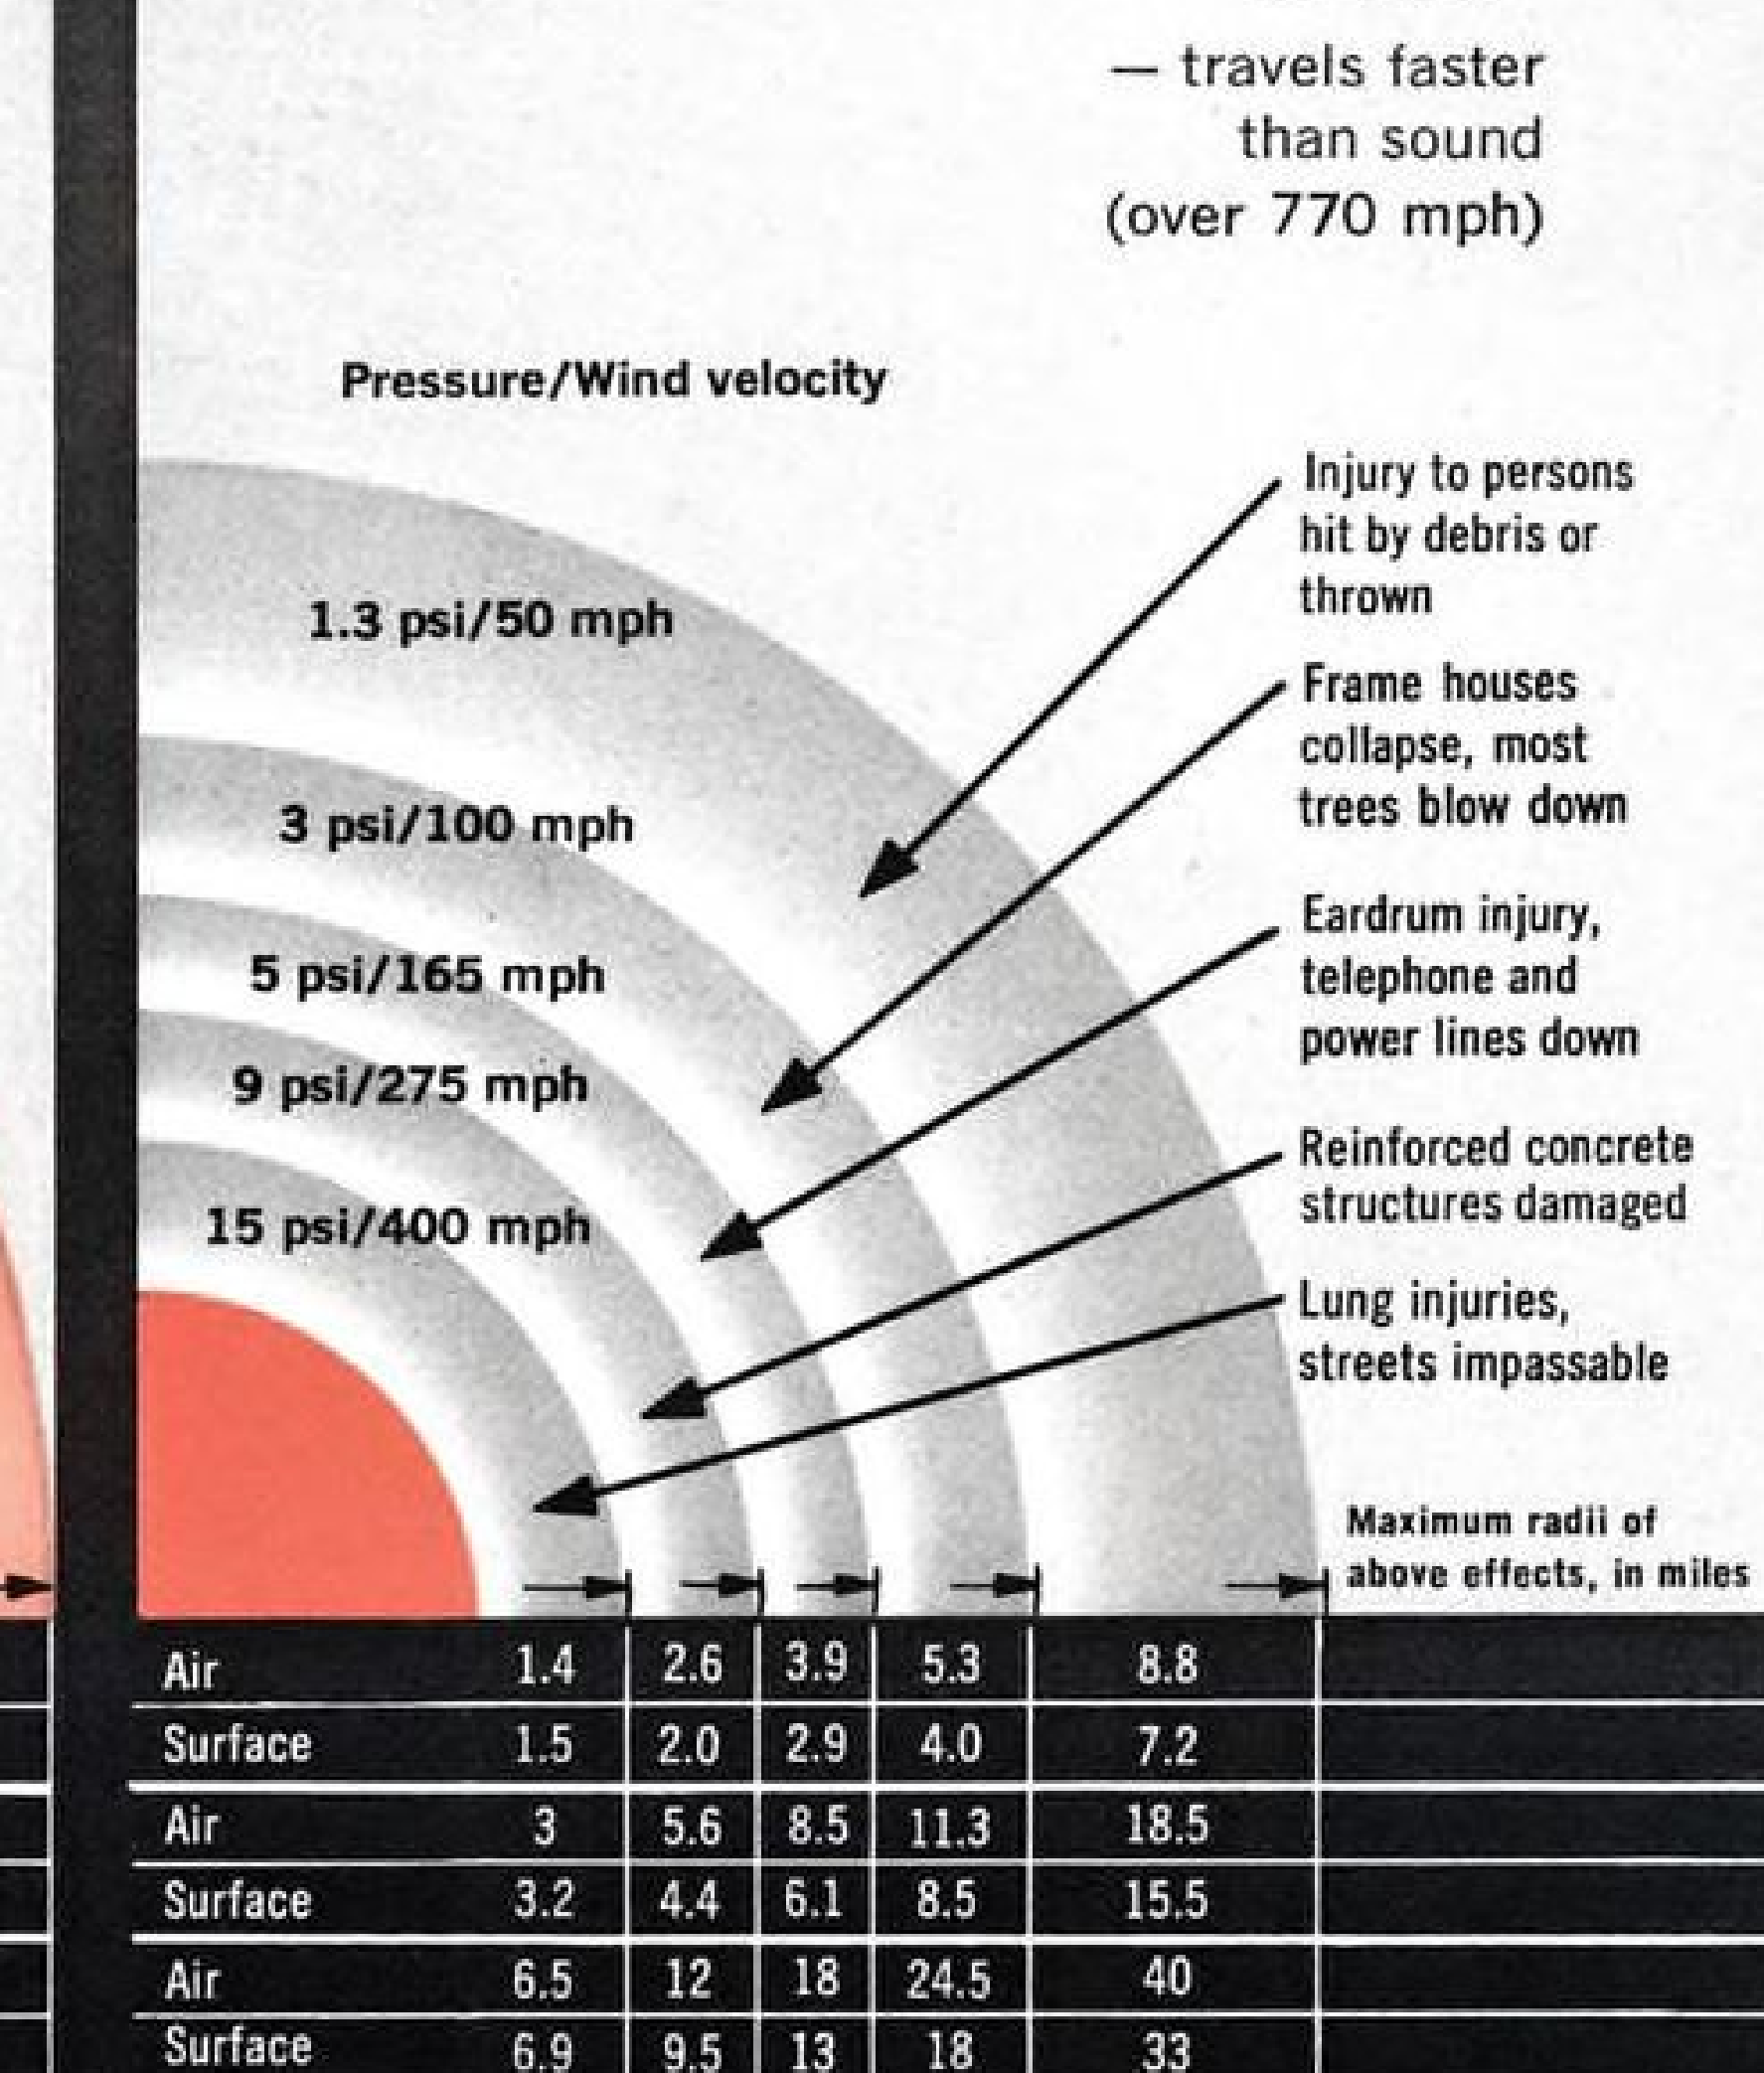 — travels faster
than sound
(over 770 mph)
Pressure/Wind velocity
1.3 psi/50 mph
3 psi/100 mph
5 psi/165 mph
9 psi/275 mph
15 psi/400 mph
Injury to persons
hit by debris or
thrown
Frame houses
collapse, most
trees blow down
Eardrum injury,
telephone and
power lines down
Reinforced concrete
structures damaged
Lung injuries,
streets impassable
Maximum radii of
above effects, in miles
Air 1.4 2.6 3.9 5.3 8.8
Surface 1.5 2.0 2.9 4.0 7.2
Air 3 5.6 8.5 11.3 18.5
Surface 3.2 4.4 6.1 8.5 15.5
Air 6.5 12 18 24.5 40
Surface 6.9 9.5 13 18 33